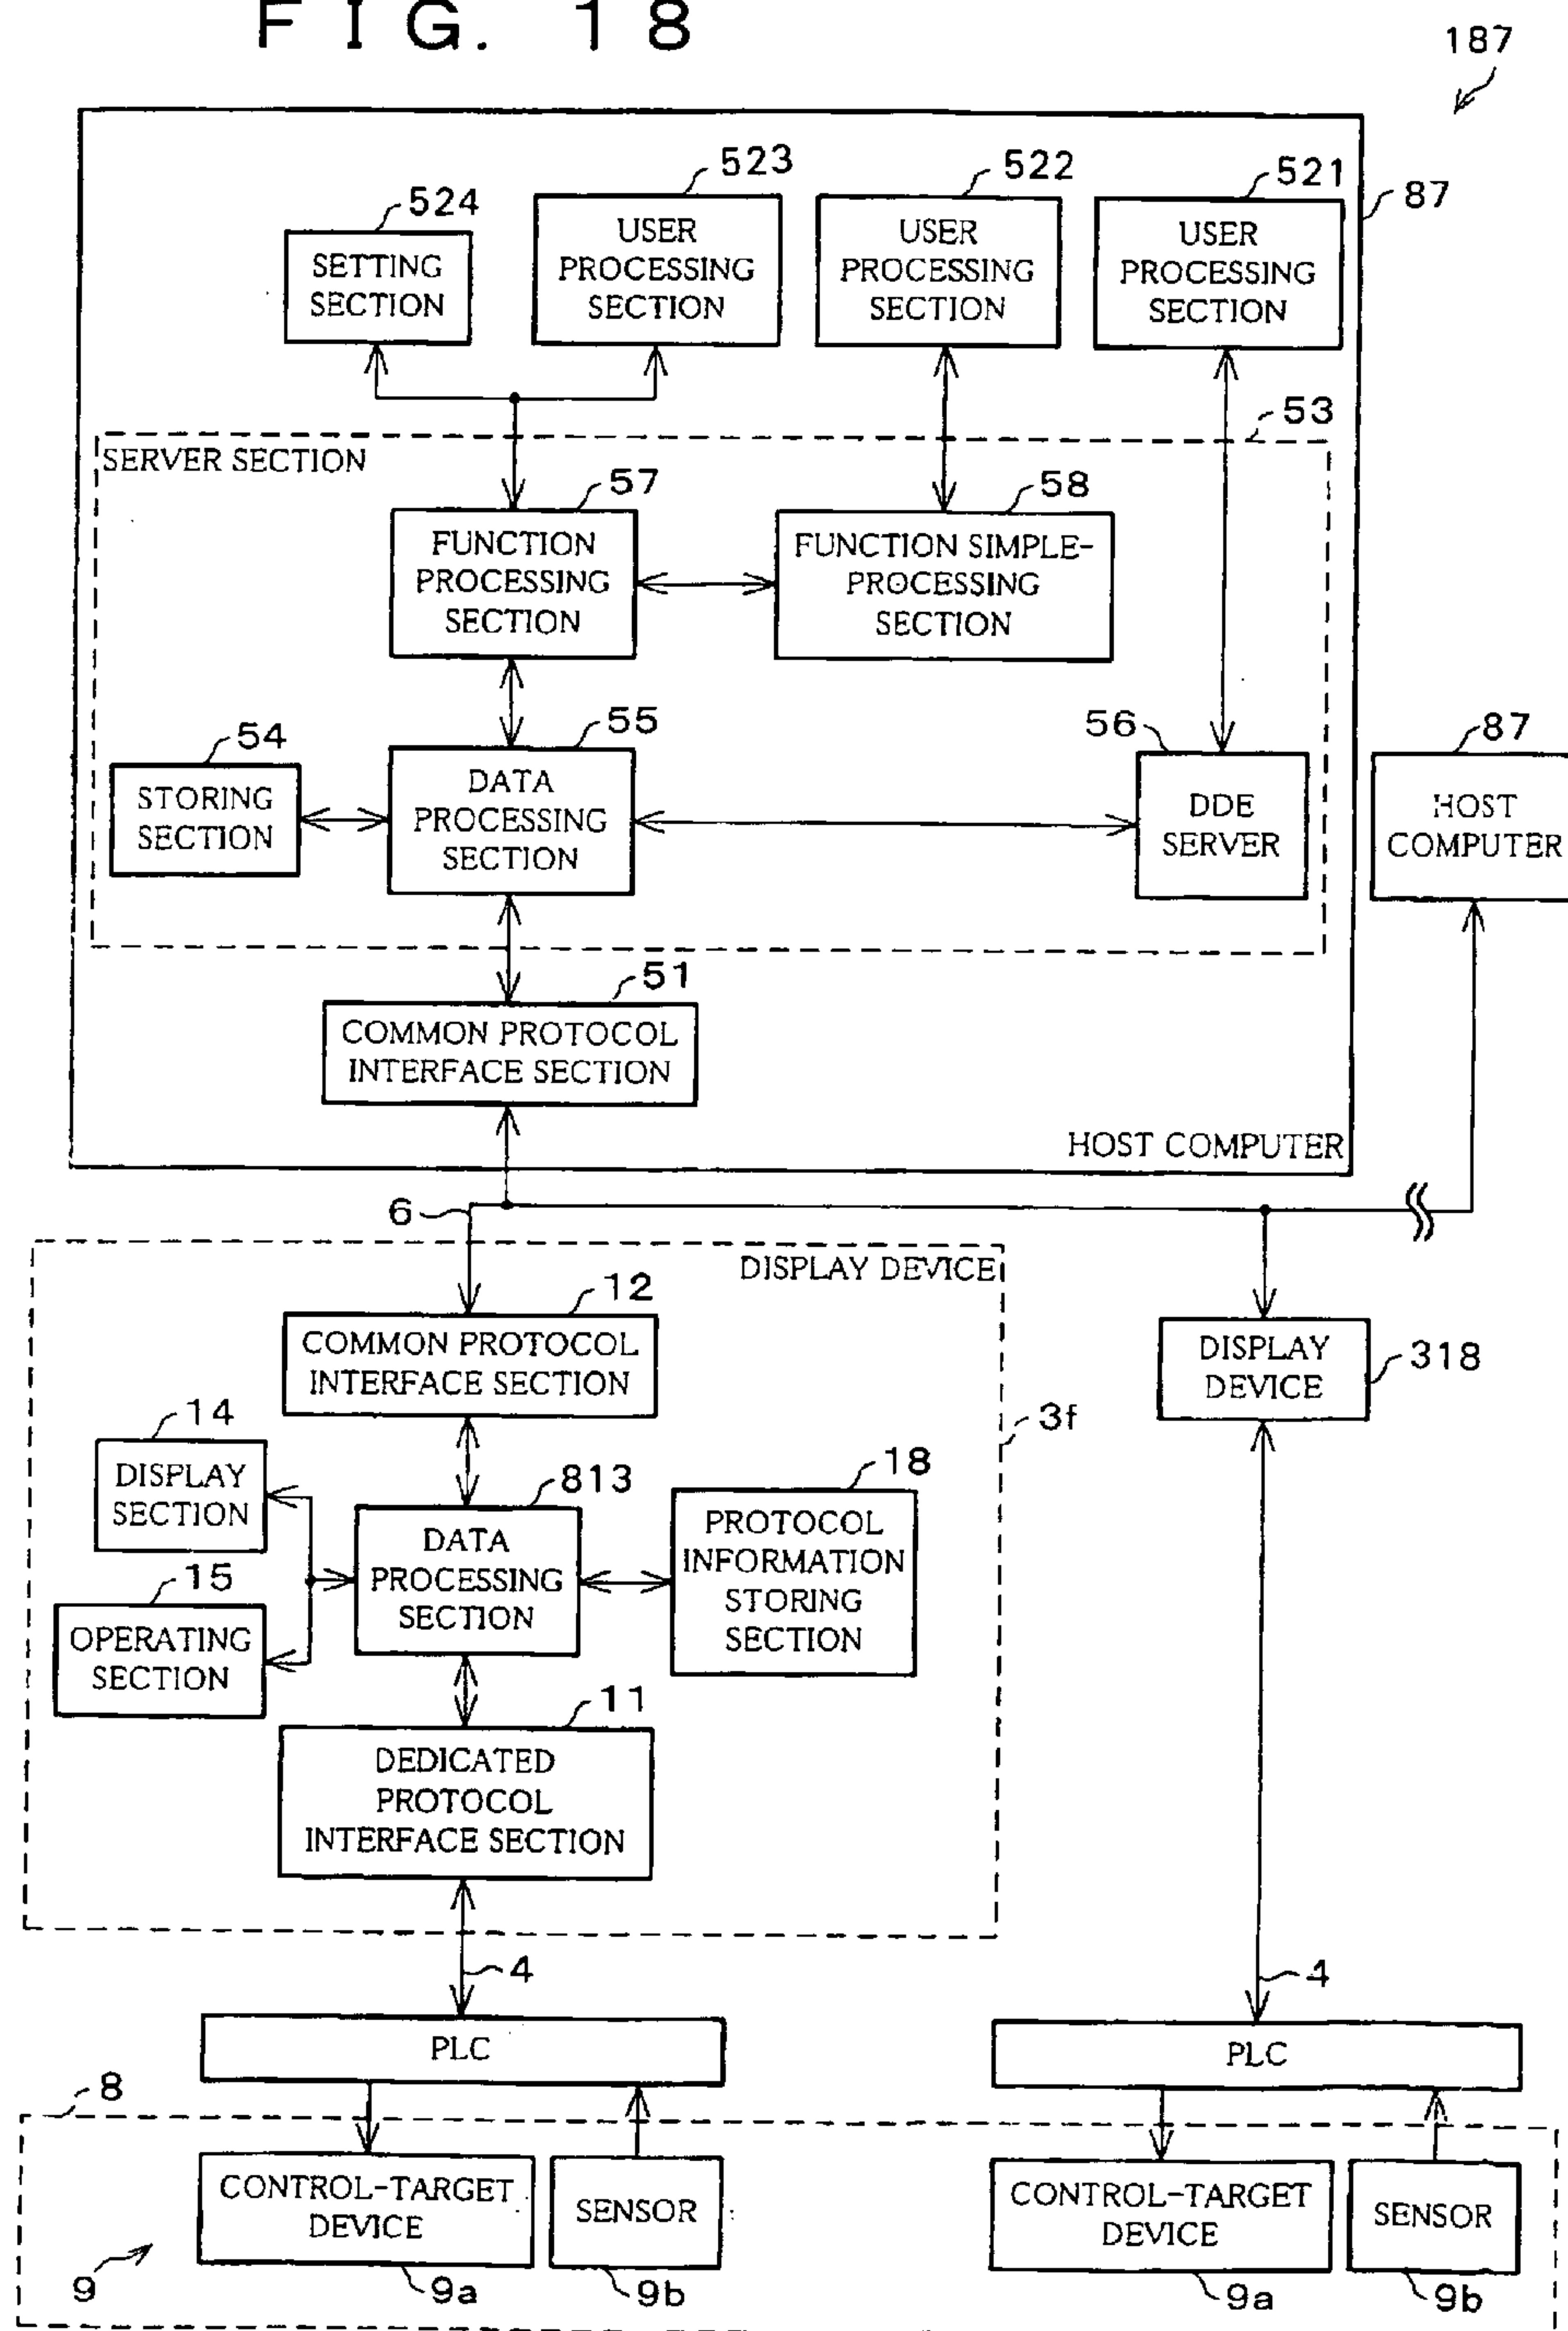 FIG. 18
187
524
523
522
521
87
SETTING
SECTION
USER
PROCESSING
SECTION
USER
PROCESSING
SECTION
USER
PROCESSING
SECTION
53
SERVER SECTION
57
58
FUNCTION
PROCESSING
SECTION
FUNCTION SIMPLE-
PROCESSING
SECTION
54
55
56
87
STORING
SECTION
DATA
PROCESSING
SECTION
DDE
SERVER
HOST
COMPUTER
51
COMMON PROTOCOL
INTERFACE SECTION
HOST COMPUTER
6
DISPLAY DEVICE
12
COMMON PROTOCOL
INTERFACE SECTION
DISPLAY
DEVICE
318
3f
14
DISPLAY
SECTION
813
18
DATA
PROCESSING
SECTION
PROTOCOL
INFORMATION
STORING
SECTION
15
OPERATING
SECTION
11
DEDICATED
PROTOCOL
INTERFACE SECTION
4
4
PLC
PLC
8
CONTROL-TARGET
DEVICE
SENSOR
CONTROL-TARGET
DEVICE
SENSOR
9
9a
9b
9a
9b